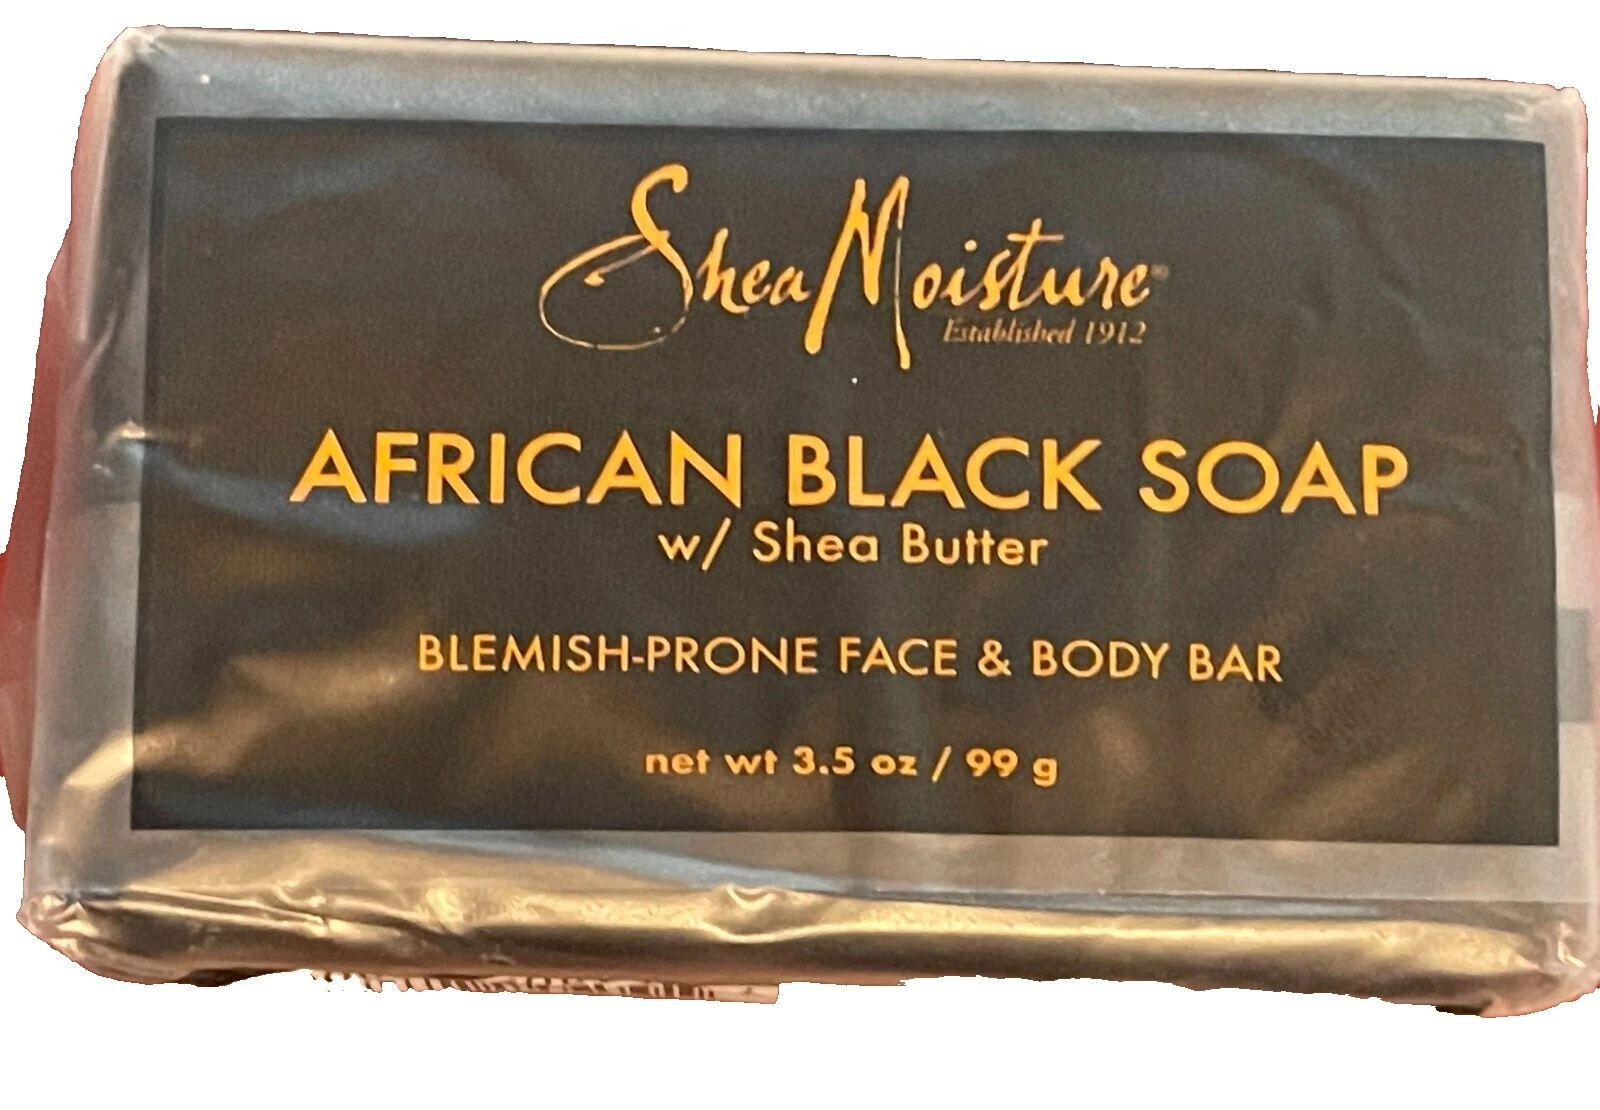 SheaMoisture®
Established 1912
AFRICAN BLACK SOAP
w/ Shea Butter
BLEMISH-PRONE FACE & BODY BAR
net wt 3.5 oz / 99 g